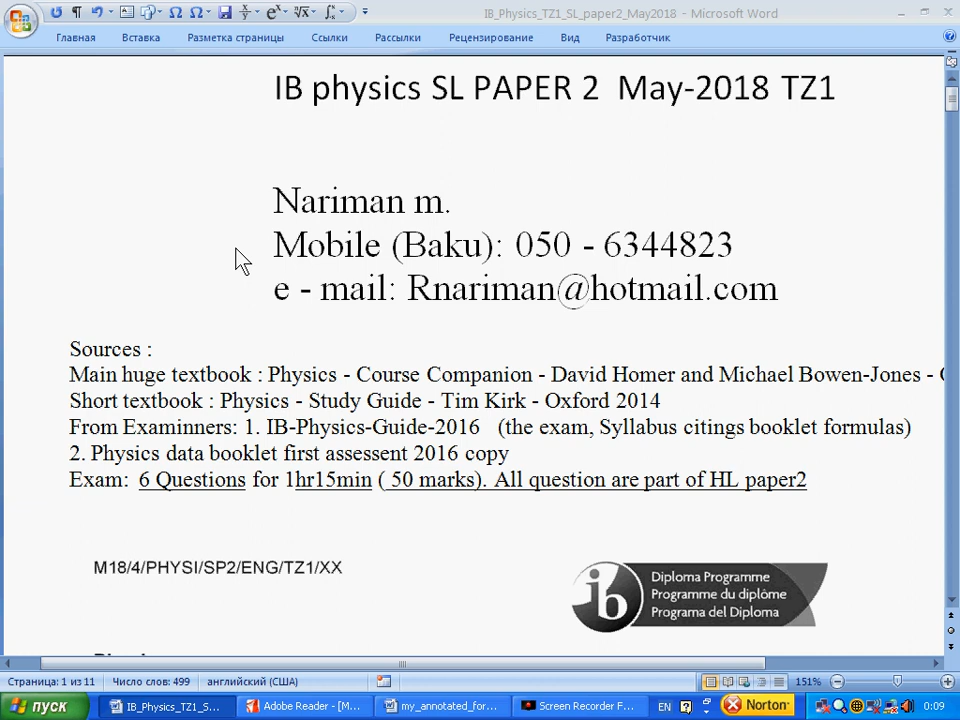 IB_Physics_TZ1_SL_paper2_May2018 - Microsoft Word
Главная Вставка Разметка страницы Ссылки Рассылки Рецензирование Вид Разработчик
IB physics SL PAPER 2 May-2018 TZ1
Nariman m.
Mobile (Baku): 050 - 6344823
e - mail: Rnariman@hotmail.com
Sources :
Main huge textbook : Physics - Course Companion - David Homer and Michael Bowen-Jones -
Short textbook : Physics - Study Guide - Tim Kirk - Oxford 2014
From Examinners: 1. IB-Physics-Guide-2016 (the exam, Syllabus citings booklet formulas)
2. Physics data booklet first assessent 2016 copy
Exam: 6 Questions for 1hr15min ( 50 marks). All question are part of HL paper2
M18/4/PHYSI/SP2/ENG/TZ1/XX
ib
Diploma Programme
Programme du diplôme
Programa del Diploma
Страница: 1 из 11 Число слов: 499 английский (США) 151%
пуск IB_Physics_TZ1_S... Adobe Reader - [M... my_annotated_for... Screen Recorder F... EN Norton 0:09